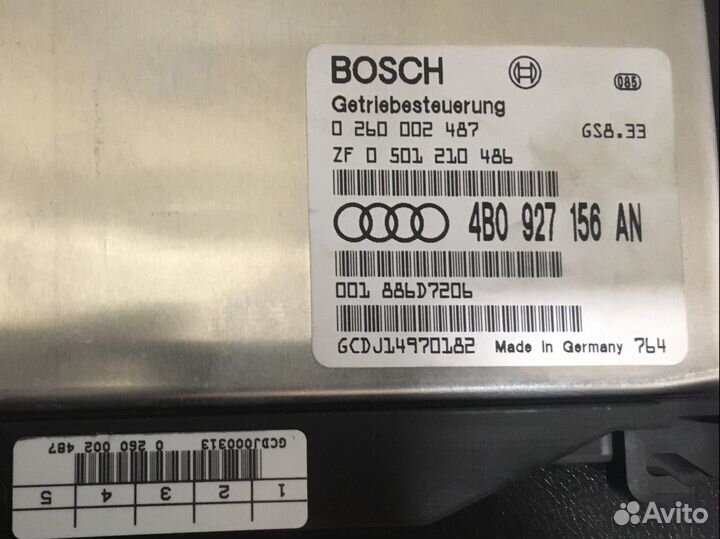 BOSCH
085
Getriebesteuerung
0 260 002 487 GS8.33
ZF 0 501 210 486
4B0 927 156 AN
001 886D7206
GCDJ14970182 Made in Germany 764
1 2 3 4 5
GCDJ000313 0 260 002 487
Avito